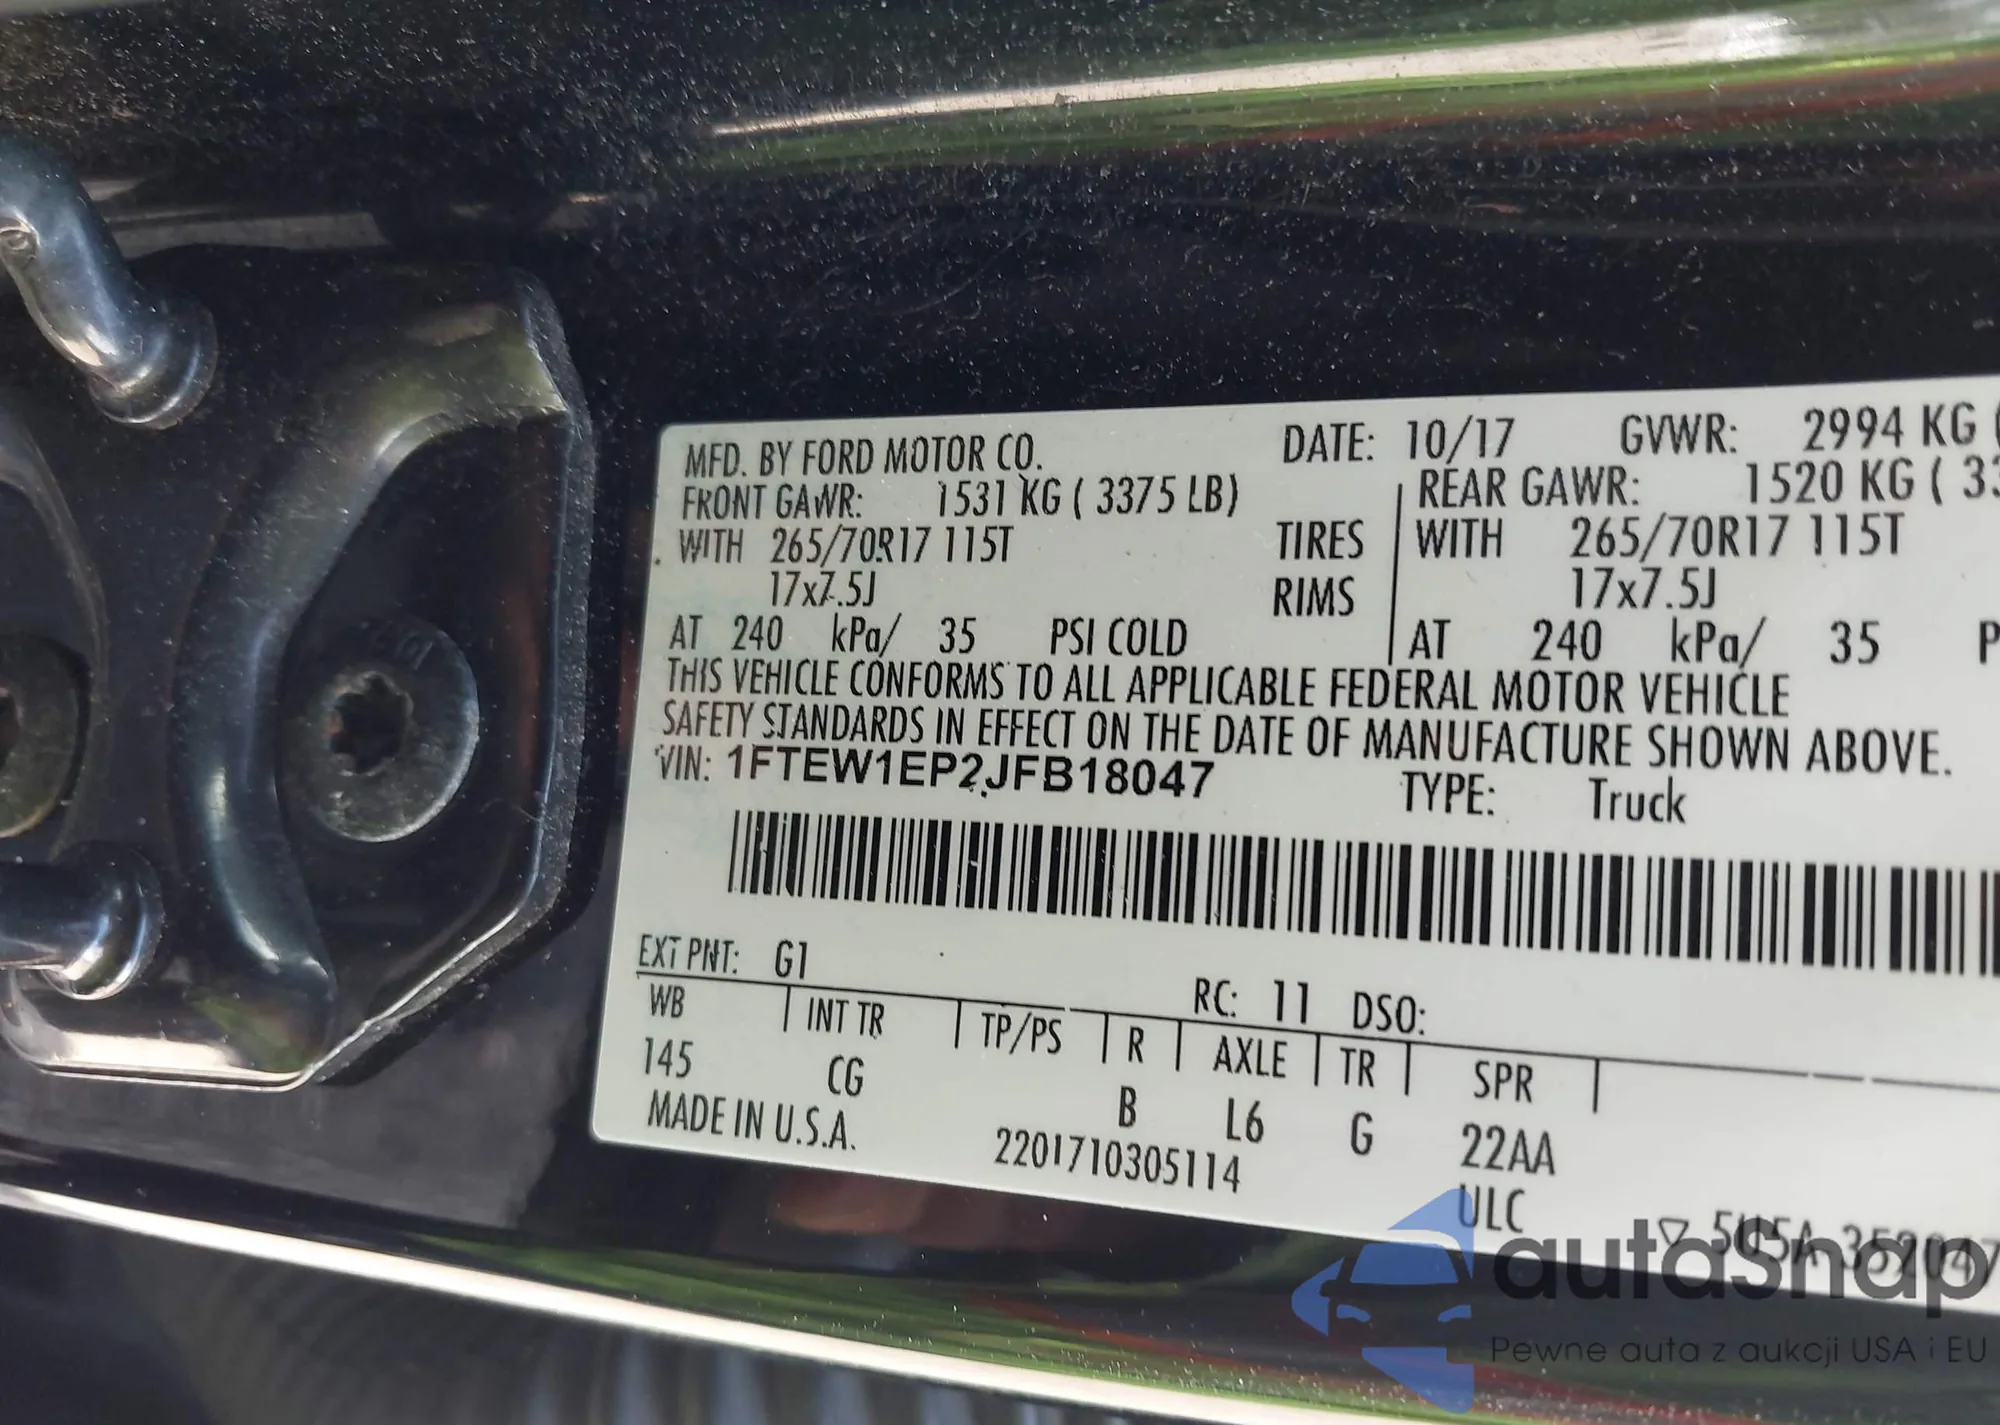 MFD. BY FORD MOTOR CO. DATE: 10/17 GVWR: 2994 KG (
FRONT GAWR: 1531 KG ( 3375 LB) REAR GAWR: 1520 KG ( 33
WITH 265/70R17 115T TIRES WITH 265/70R17 115T
17x7.5J RIMS 17x7.5J
AT 240 kPa/ 35 PSI COLD AT 240 kPa/ 35 P
THIS VEHICLE CONFORMS TO ALL APPLICABLE FEDERAL MOTOR VEHICLE
SAFETY STANDARDS IN EFFECT ON THE DATE OF MANUFACTURE SHOWN ABOVE.
VIN: 1FTEW1EP2JFB18047 TYPE: Truck
EXT PNT: G1 RC: 11 DSO:
WB INT TR TP/PS R AXLE TR SPR
145 CG B L6 G 22AA
MADE IN U.S.A. 2201710305114 ULC
5U5A 352047
autoSnap
Pewne auta z aukcji USA i EU